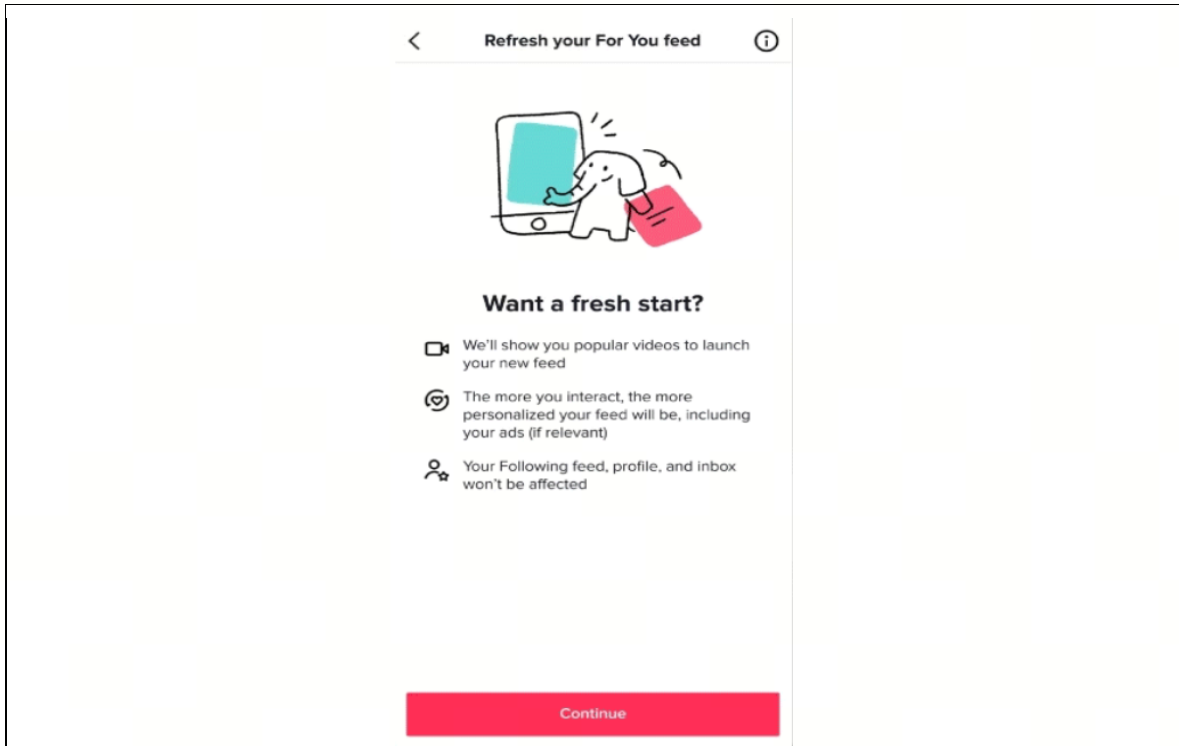 Refresh your For You feed
Want a fresh start?
We'll show you popular videos to launch
your new feed
The more you interact, the more
personalized your feed will be, including
your ads (if relevant)
Your Following feed, profile, and inbox
won't be affected
Continue